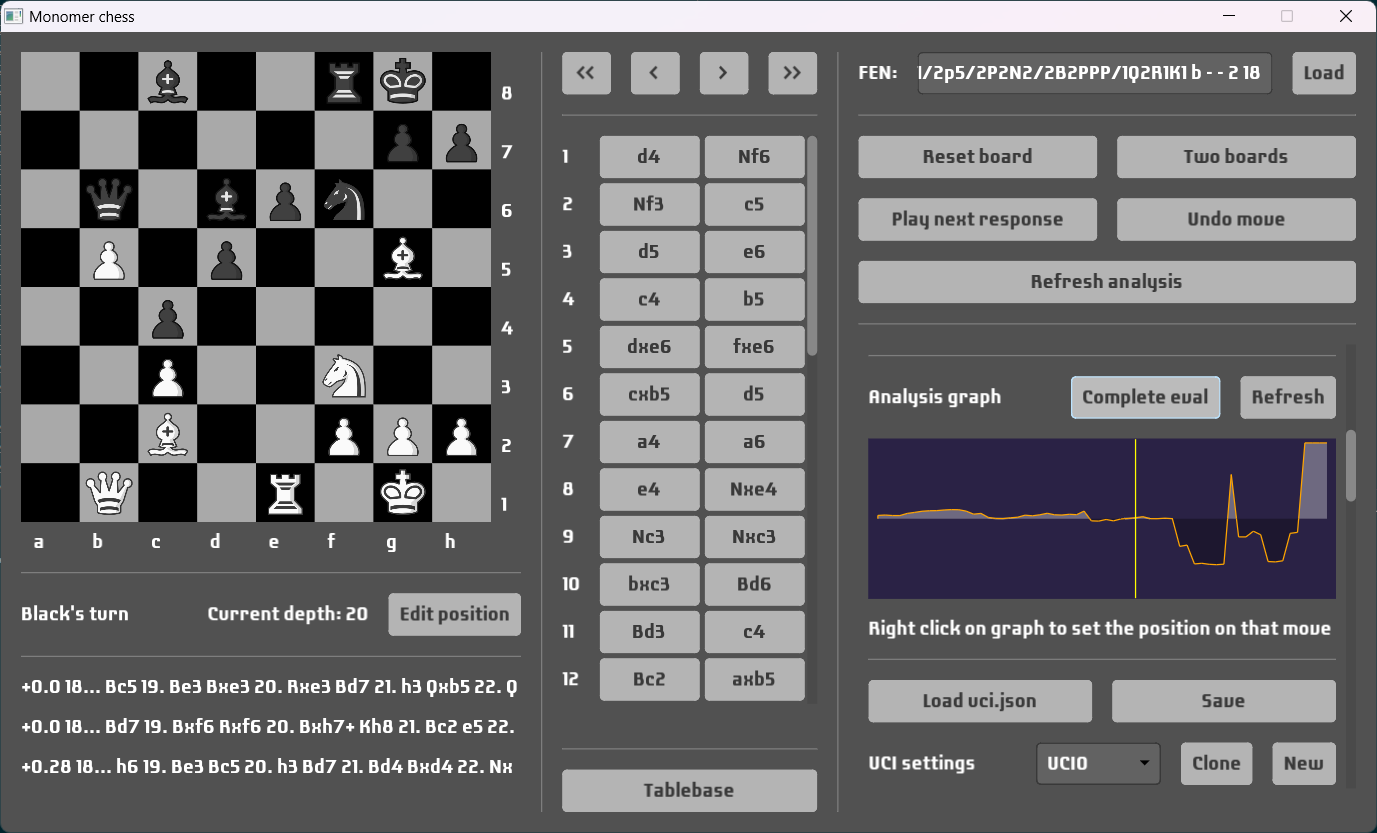 Monomer chess
8
7
6
5
4
3
2
1
a b c d e f g h
Black's turn Current depth: 20 Edit position
+0.0 18... Bc5 19. Be3 Bxe3 20. Rxe3 Bd7 21. h3 Qxb5 22. Q
+0.0 18... Bd7 19. Bxf6 Rxf6 20. Bxh7+ Kh8 21. Bc2 e5 22.
+0.28 18... h6 19. Be3 Bc5 20. h3 Bd7 21. Bd4 Bxd4 22. Nx
<< < > >>
1 d4 Nf6
2 Nf3 c5
3 d5 e6
4 c4 b5
5 dxe6 fxe6
6 cxb5 d5
7 a4 a6
8 e4 Nxe4
9 Nc3 Nxc3
10 bxc3 Bd6
11 Bd3 c4
12 Bc2 axb5
Tablebase
FEN: /2p5/2P2N2/2B2PPP/1Q2R1K1 b - - 2 18 Load
Reset board Two boards
Play next response Undo move
Refresh analysis
Analysis graph Complete eval Refresh
Right click on graph to set the position on that move
Load uci.json Save
UCI settings UCI0 Clone New